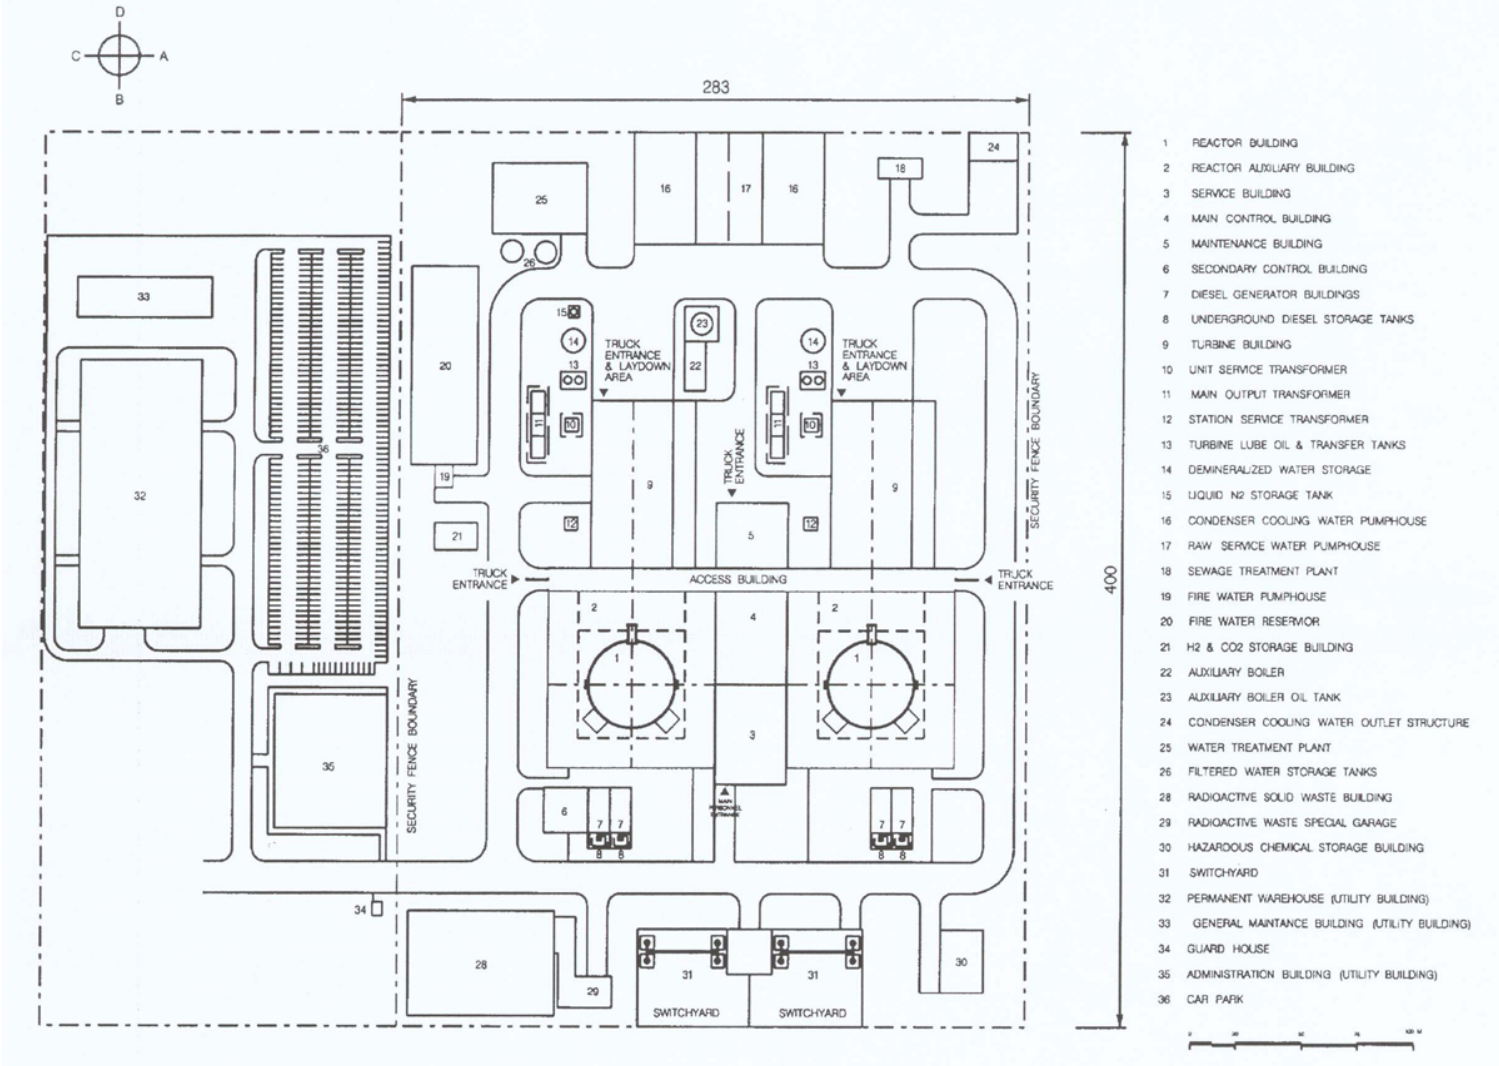 D
C A
B
283
24
16 17 16
18
25
26
33
15
23
14
14
TRUCK
ENTRANCE
& LAYDOWN
AREA
TRUCK
ENTRANCE
& LAYDOWN
AREA
13
13
20
22
11
10
11
10
36
TRUCK
ENTRANCE
SECURITY FENCE BOUNDARY
19
9
9
32
12
12
21
5
400
TRUCK
ENTRANCE
ACCESS BUILDING
TRUCK
ENTRANCE
2
4
2
1
1
SECURITY FENCE BOUNDARY
3
35
MAIN
PERSONNEL
ENTRANCE
6
7 7
7 7
8 8
8 8
34
28
29
31
31
30
SWITCHYARD
SWITCHYARD
1 REACTOR BUILDING
2 REACTOR AUXILIARY BUILDING
3 SERVICE BUILDING
4 MAIN CONTROL BUILDING
5 MAINTENANCE BUILDING
6 SECONDARY CONTROL BUILDING
7 DIESEL GENERATOR BUILDINGS
8 UNDERGROUND DIESEL STORAGE TANKS
9 TURBINE BUILDING
10 UNIT SERVICE TRANSFORMER
11 MAIN OUTPUT TRANSFORMER
12 STATION SERVICE TRANSFORMER
13 TURBINE LUBE OIL & TRANSFER TANKS
14 DEMINERALIZED WATER STORAGE
15 LIQUID N2 STORAGE TANK
16 CONDENSER COOLING WATER PUMPHOUSE
17 RAW SERVICE WATER PUMPHOUSE
18 SEWAGE TREATMENT PLANT
19 FIRE WATER PUMPHOUSE
20 FIRE WATER RESERVIOR
21 H2 & CO2 STORAGE BUILDING
22 AUXILIARY BOILER
23 AUXILIARY BOILER OIL TANK
24 CONDENSER COOLING WATER OUTLET STRUCTURE
25 WATER TREATMENT PLANT
26 FILTERED WATER STORAGE TANKS
28 RADIOACTIVE SOLID WASTE BUILDING
29 RADIOACTIVE WASTE SPECIAL GARAGE
30 HAZARDOUS CHEMICAL STORAGE BUILDING
31 SWITCHYARD
32 PERMANENT WAREHOUSE (UTILITY BUILDING)
33 GENERAL MAINTANCE BUILDING (UTILITY BUILDING)
34 GUARD HOUSE
35 ADMINISTRATION BUILDING (UTILITY BUILDING)
36 CAR PARK